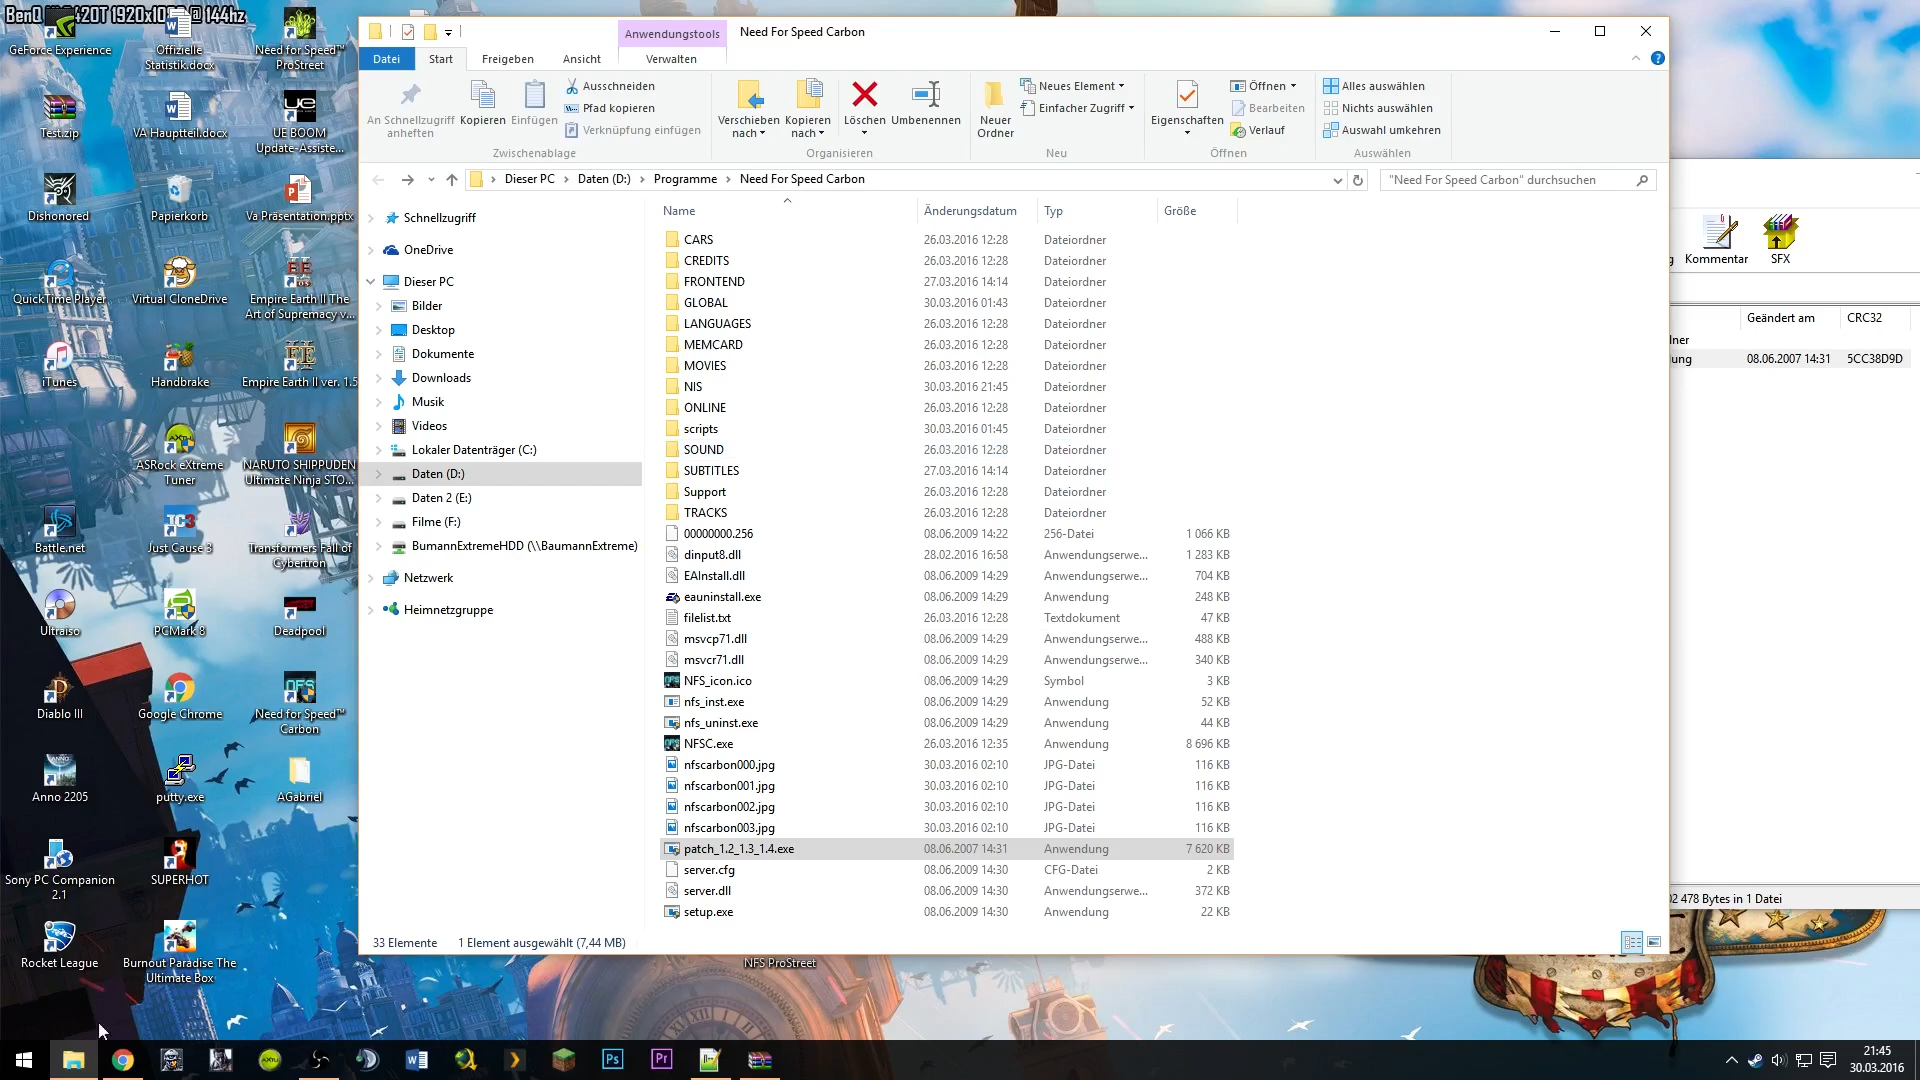 BenQ
420T 1920x10
@ 144hz
GeForce Experience
Offizielle Statistik.docx
Need for Speed™ ProStreet
Test.zip
VA Hauptteil.docx
UE BOOM Update-Assiste...
Dishonored
Papierkorb
Va Präsentation.pptx
QuickTime Player
Virtual CloneDrive
Empire Earth II The Art of Supremacy v...
iTunes
Handbrake
Empire Earth II ver. 1.5
ASRock eXtreme Tuner
NARUTO SHIPPUDEN Ultimate Ninja STO...
Battle.net
Just Cause 3
Transformers Fall of Cybertron
Ultraiso
PCMark 8
Deadpool
Diablo III
Google Chrome
Need for Speed™ Carbon
Anno 2205
putty.exe
AGabriel
Sony PC Companion 2.1
SUPERHOT
Rocket League
Burnout Paradise The Ultimate Box
NFS ProStreet
Anwendungstools
Need For Speed Carbon
Datei
Start
Freigeben
Ansicht
Verwalten
An Schnellzugriff anheften
Kopieren
Einfügen
Ausschneiden
Pfad kopieren
Verknüpfung einfügen
Zwischenablage
Verschieben nach
Kopieren nach
Löschen
Umbenennen
Organisieren
Neuer Ordner
Neues Element
Einfacher Zugriff
Neu
Eigenschaften
Öffnen
Bearbeiten
Verlauf
Öffnen
Alles auswählen
Nichts auswählen
Auswahl umkehren
Auswählen
Dieser PC > Daten (D:) > Programme > Need For Speed Carbon
"Need For Speed Carbon" durchsuchen
Schnellzugriff
OneDrive
Dieser PC
Bilder
Desktop
Dokumente
Downloads
Musik
Videos
Lokaler Datenträger (C:)
Daten (D:)
Daten 2 (E:)
Filme (F:)
BumannExtremeHDD (\\BaumannExtreme)
Netzwerk
Heimnetzgruppe
Name Änderungsdatum Typ Größe
CARS 26.03.2016 12:28 Dateiordner
CREDITS 26.03.2016 12:28 Dateiordner
FRONTEND 27.03.2016 14:14 Dateiordner
GLOBAL 30.03.2016 01:43 Dateiordner
LANGUAGES 26.03.2016 12:28 Dateiordner
MEMCARD 26.03.2016 12:28 Dateiordner
MOVIES 26.03.2016 12:28 Dateiordner
NIS 30.03.2016 21:45 Dateiordner
ONLINE 26.03.2016 12:28 Dateiordner
scripts 30.03.2016 01:45 Dateiordner
SOUND 26.03.2016 12:28 Dateiordner
SUBTITLES 27.03.2016 14:14 Dateiordner
Support 26.03.2016 12:28 Dateiordner
TRACKS 26.03.2016 12:28 Dateiordner
00000000.256 08.06.2009 14:22 256-Datei 1 066 KB
dinput8.dll 28.02.2016 16:58 Anwendungserwe... 1 283 KB
EAInstall.dll 08.06.2009 14:29 Anwendungserwe... 704 KB
eauninstall.exe 08.06.2009 14:29 Anwendung 248 KB
filelist.txt 26.03.2016 12:28 Textdokument 47 KB
msvcp71.dll 08.06.2009 14:29 Anwendungserwe... 488 KB
msvcr71.dll 08.06.2009 14:29 Anwendungserwe... 340 KB
NFS_icon.ico 08.06.2009 14:29 Symbol 3 KB
nfs_inst.exe 08.06.2009 14:29 Anwendung 52 KB
nfs_uninst.exe 08.06.2009 14:29 Anwendung 44 KB
NFSC.exe 26.03.2016 12:35 Anwendung 8 696 KB
nfscarbon000.jpg 30.03.2016 02:10 JPG-Datei 116 KB
nfscarbon001.jpg 30.03.2016 02:10 JPG-Datei 116 KB
nfscarbon002.jpg 30.03.2016 02:10 JPG-Datei 116 KB
nfscarbon003.jpg 30.03.2016 02:10 JPG-Datei 116 KB
patch_1.2_1.3_1.4.exe 08.06.2007 14:31 Anwendung 7 620 KB
server.cfg 08.06.2009 14:30 CFG-Datei 2 KB
server.dll 08.06.2009 14:30 Anwendungserwe... 372 KB
setup.exe 08.06.2009 14:30 Anwendung 22 KB
33 Elemente 1 Element ausgewählt (7,44 MB)
g Kommentar SFX
Geändert am CRC32
ner
ung 08.06.2007 14:31 5CC38D9D
02 478 Bytes in 1 Datei
21:45
30.03.2016